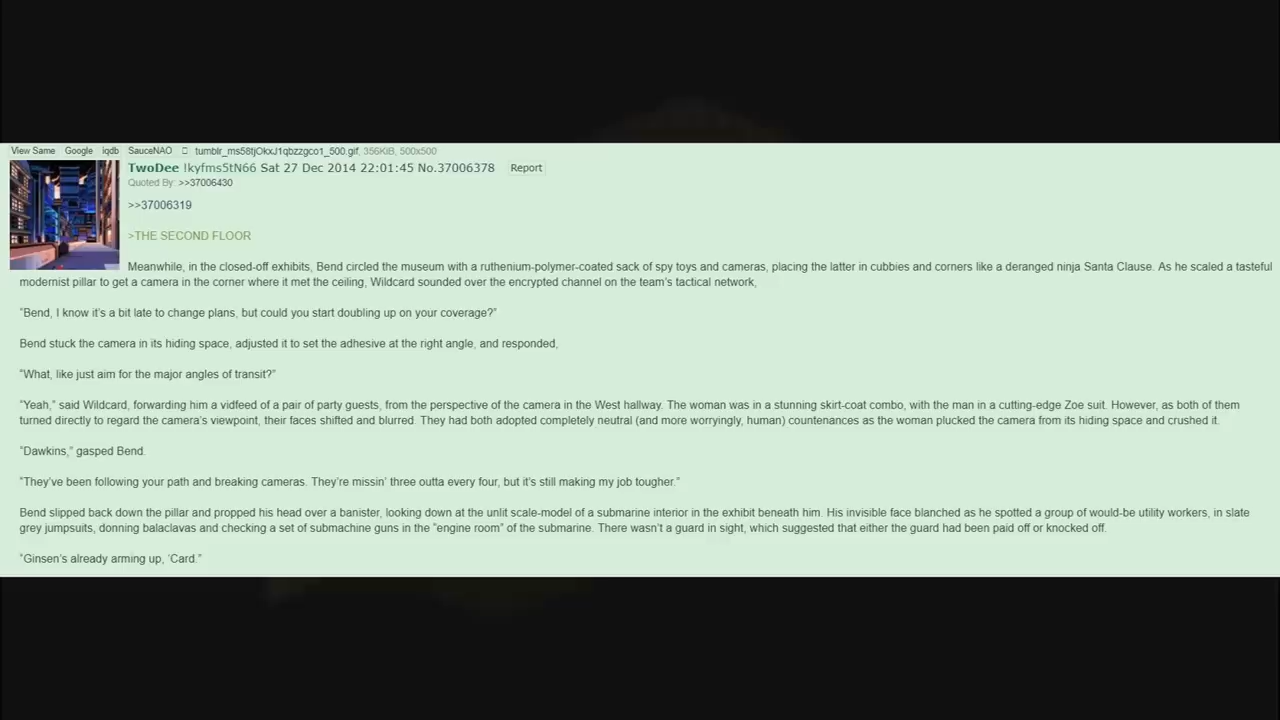 View Same Google iqdb SauceNAO tumblr_ms58tjOkxJ1qbzzgco1_500.gif, 356KiB, 500x500
TwoDee !kyfms5tN66 Sat 27 Dec 2014 22:01:45 No.37006378 Report
Quoted By: >>37006430
>>37006319
>THE SECOND FLOOR
Meanwhile, in the closed-off exhibits, Bend circled the museum with a ruthenium-polymer-coated sack of spy toys and cameras, placing the latter in cubbies and corners like a deranged ninja Santa Clause. As he scaled a tasteful
modernist pillar to get a camera in the corner where it met the ceiling, Wildcard sounded over the encrypted channel on the team's tactical network,
"Bend, I know it's a bit late to change plans, but could you start doubling up on your coverage?"
Bend stuck the camera in its hiding space, adjusted it to set the adhesive at the right angle, and responded,
"What, like just aim for the major angles of transit?"
"Yeah," said Wildcard, forwarding him a vidfeed of a pair of party guests, from the perspective of the camera in the West hallway. The woman was in a stunning skirt-coat combo, with the man in a cutting-edge Zoe suit. However, as both of them
turned directly to regard the camera's viewpoint, their faces shifted and blurred. They had both adopted completely neutral (and more worryingly, human) countenances as the woman plucked the camera from its hiding space and crushed it.
"Dawkins," gasped Bend.
"They've been following your path and breaking cameras. They're missin' three outta every four, but it's still making my job tougher."
Bend slipped back down the pillar and propped his head over a banister, looking down at the unlit scale-model of a submarine interior in the exhibit beneath him. His invisible face blanched as he spotted a group of would-be utility workers, in slate
grey jumpsuits, donning balaclavas and checking a set of submachine guns in the "engine room" of the submarine. There wasn't a guard in sight, which suggested that either the guard had been paid off or knocked off.
"Ginsen's already arming up, 'Card."